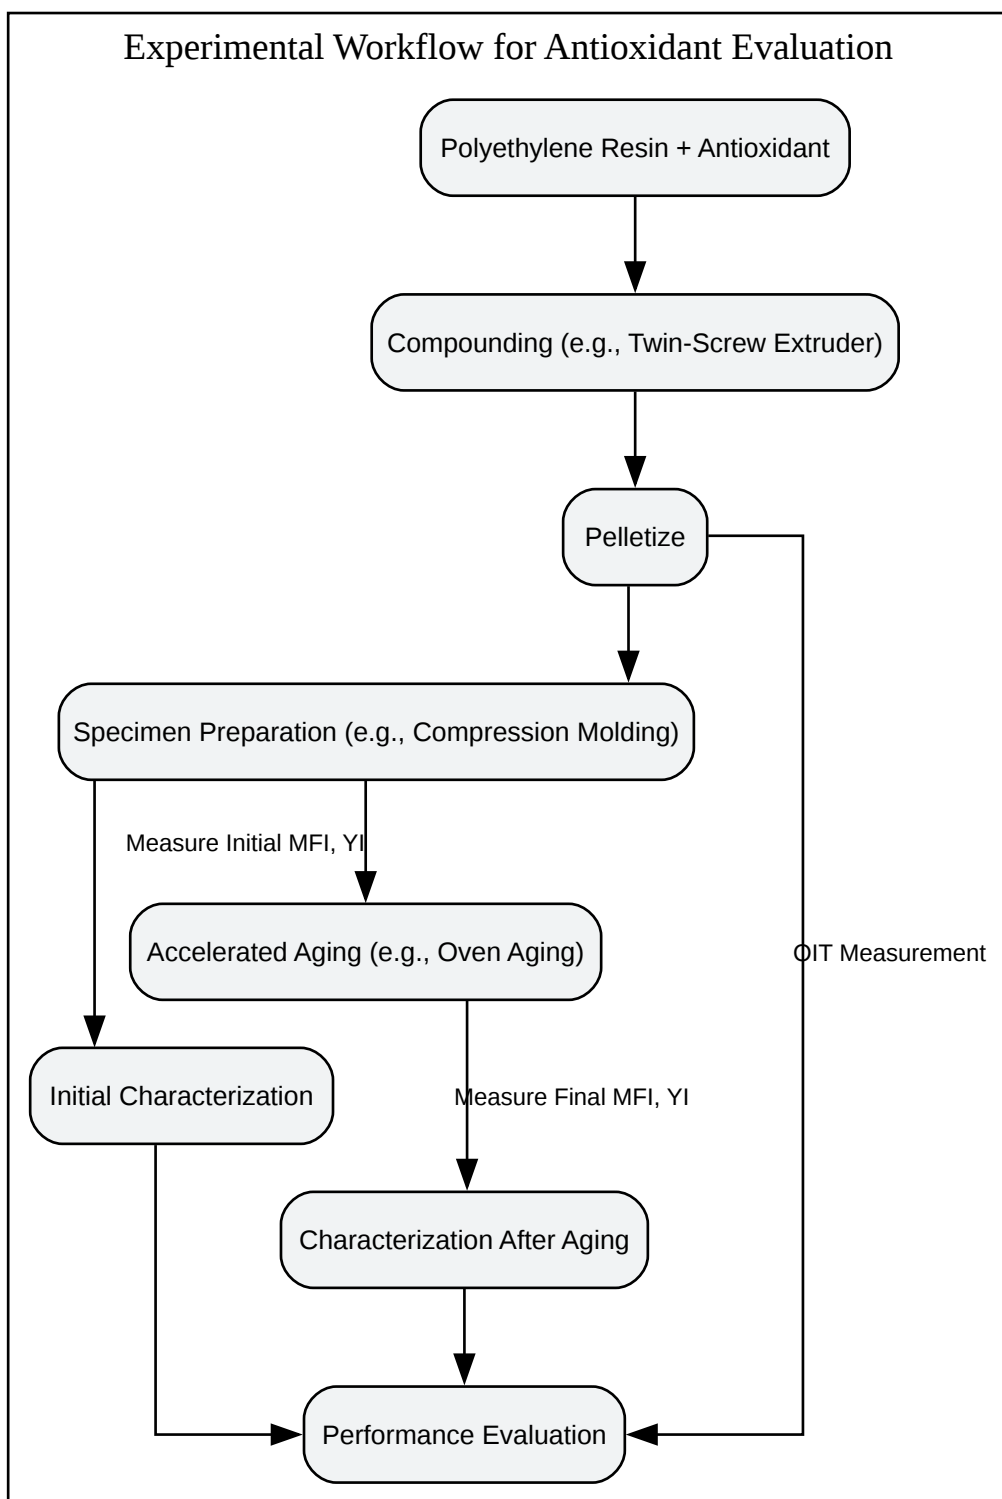 Experimental Workflow for Antioxidant Evaluation
Polyethylene Resin + Antioxidant
Compounding (e.g., Twin-Screw Extruder)
Pelletize
Specimen Preparation (e.g., Compression Molding)
Measure Initial MFI, YI
Accelerated Aging (e.g., Oven Aging)
OIT Measurement
Initial Characterization
Measure Final MFI, YI
Characterization After Aging
Performance Evaluation